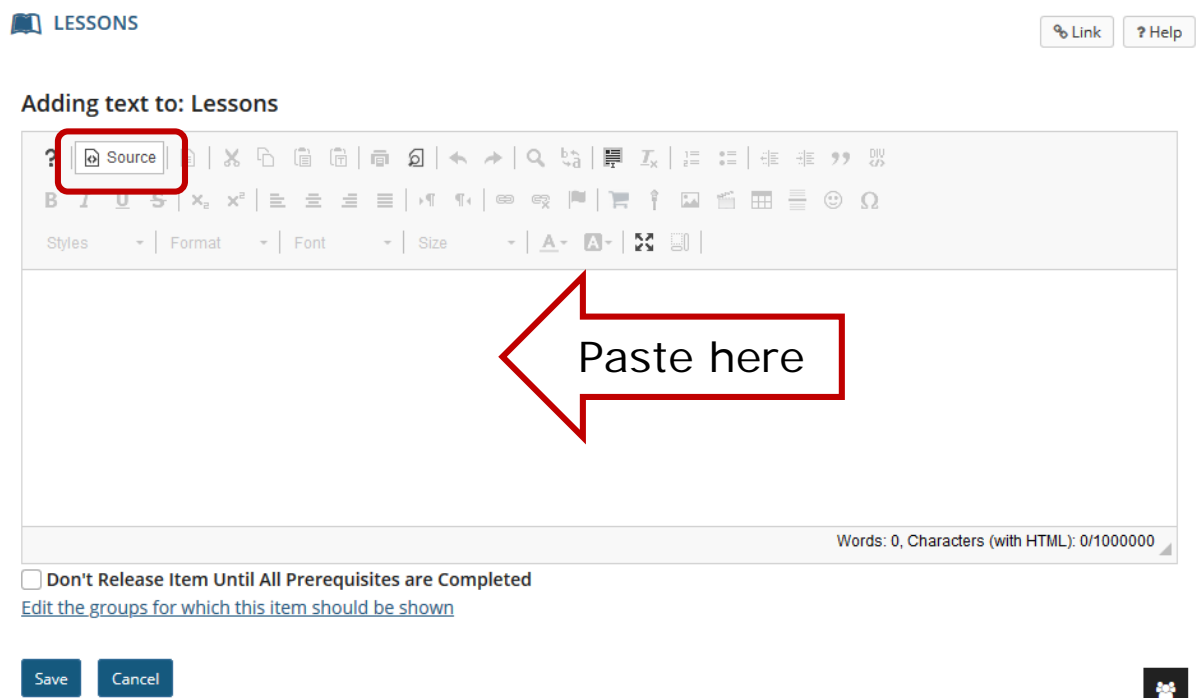 LESSONS
Link ? Help
Adding text to: Lessons
? Source
B I U S x₂ x² Ω
Styles Format Font Size A A
Paste here
Words: 0, Characters (with HTML): 0/1000000
Don't Release Item Until All Prerequisites are Completed
Edit the groups for which this item should be shown
Save Cancel